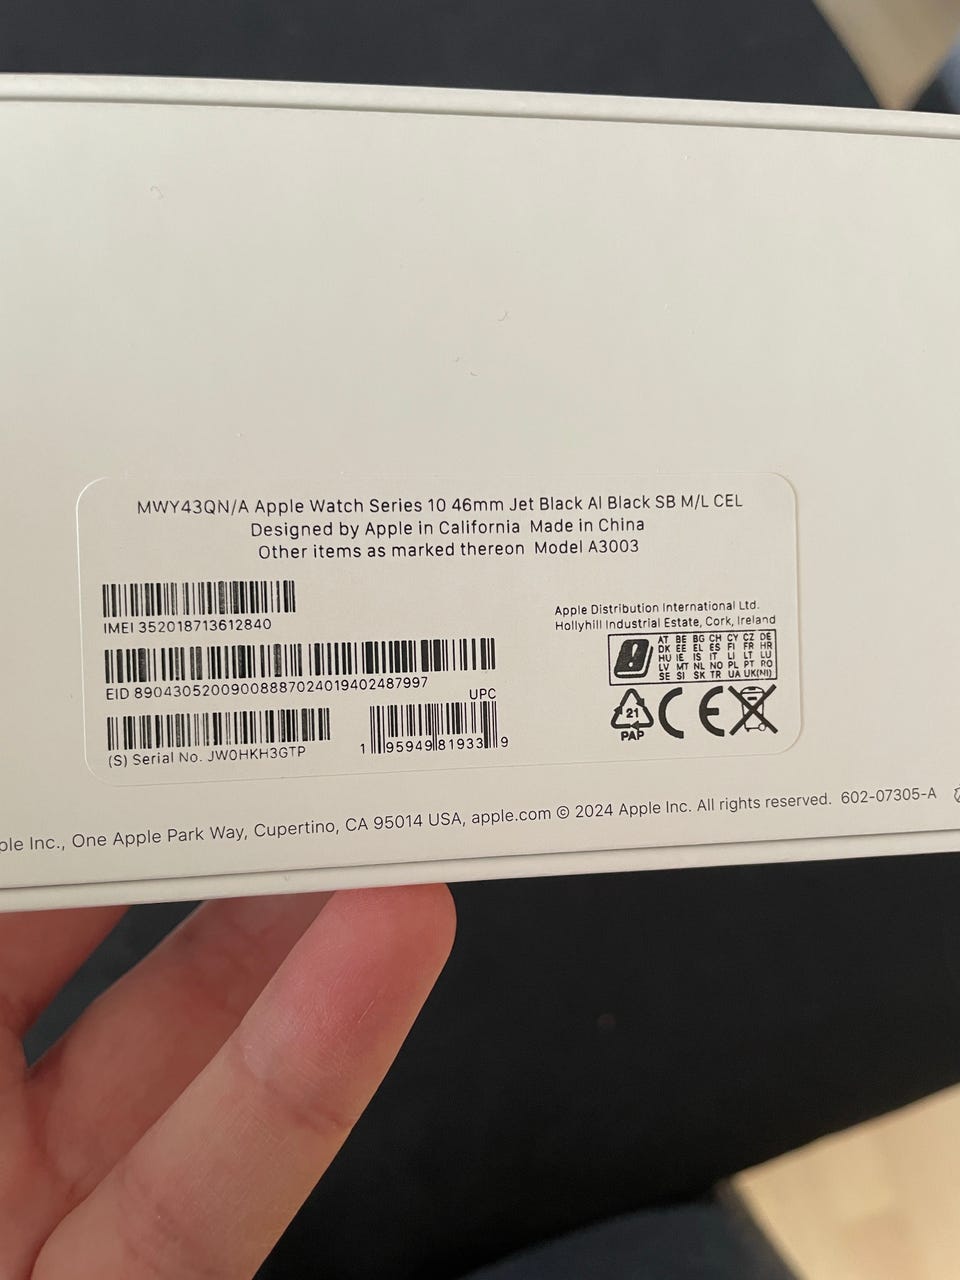 MWY43QN/A Apple Watch Series 10 46mm Jet Black Al Black SB M/L CEL
Designed by Apple in California Made in China
Other items as marked thereon Model A3003
IMEI 352018713612840
EID 89043052009008887024019402487997
(S) Serial No. JW0HKH3GTP
UPC
1 95949 81933 9
Apple Distribution International Ltd.
Hollyhill Industrial Estate, Cork, Ireland
AT BE BG CH CY CZ DE
DK EE EL ES FI FR HR
HU IE IS IT LI LT LU
LV MT NL NO PL PT RO
SE SI SK TR UA UK(NI)
21
PAP
CE
ple Inc., One Apple Park Way, Cupertino, CA 95014 USA, apple.com © 2024 Apple Inc. All rights reserved. 602-07305-A